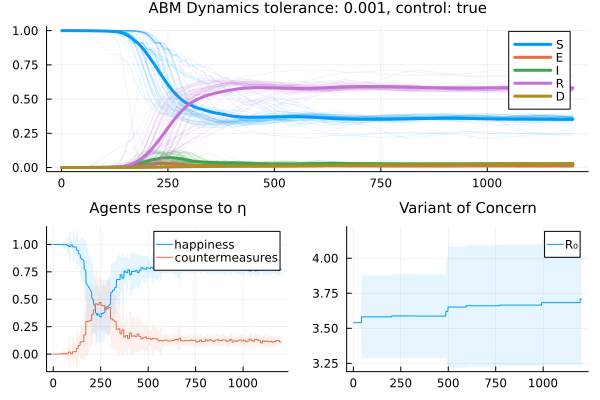 ABM Dynamics tolerance: 0.001, control: true
1.00
0.75
0.50
0.25
0.00
S
E
I
R
D
0 250 500 750 1000
Agents response to η
1.00
0.75
0.50
0.25
0.00
happiness
countermeasures
0 250 500 750 1000
Variant of Concern
4.00
3.75
3.50
3.25
R₀
0 250 500 750 1000